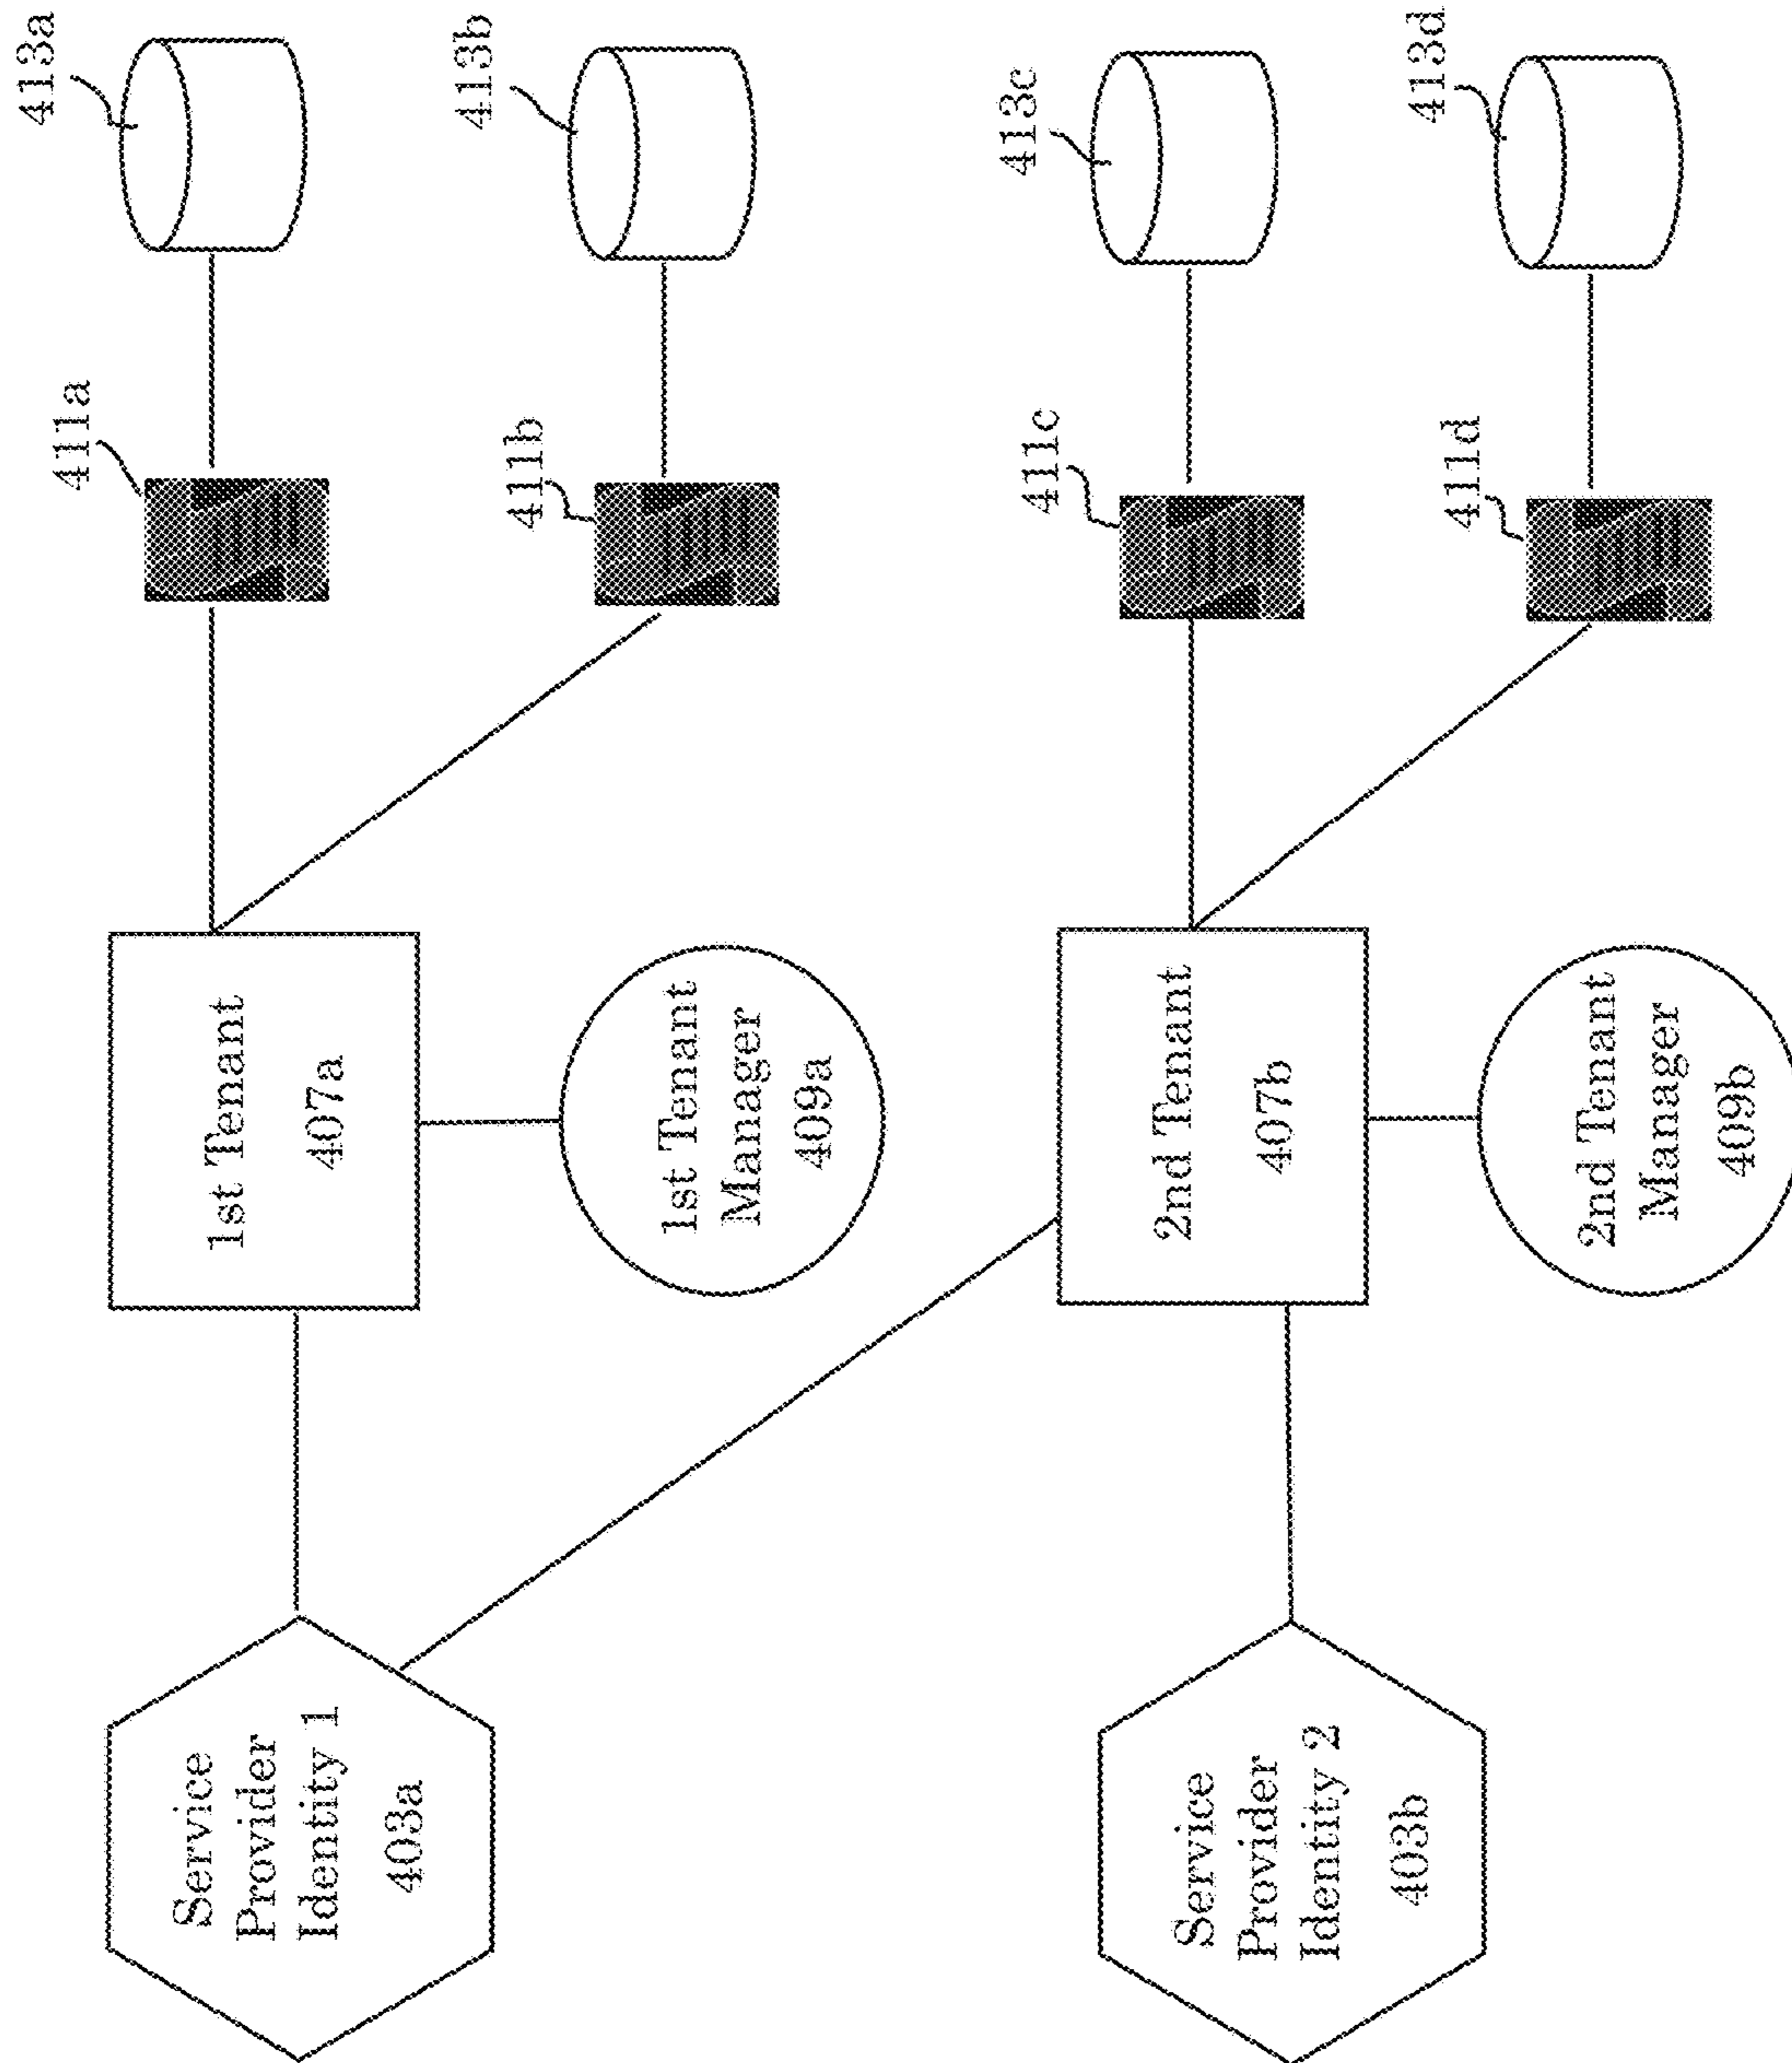 413a
413b
413c
413d
411a
411b
411c
411d
1st Tenant
407a
1st Tenant
Manager
409a
2nd Tenant
407b
2nd Tenant
Manager
409b
Service
Provider
Identity 1
403a
Service
Provider
Identity 2
403b